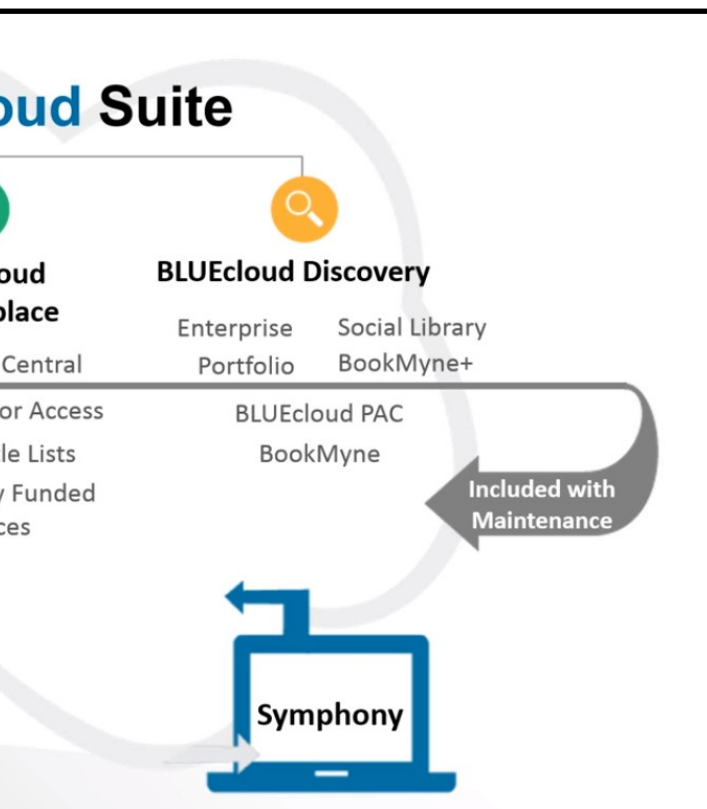 oud Suite
oud
place
Central
or Access
le Lists
Funded
ces
BLUEcloud Discovery
Enterprise
Social Library
Portfolio
BookMyne+
BLUEcloud PAC
BookMyne
Included with
Maintenance
Symphony